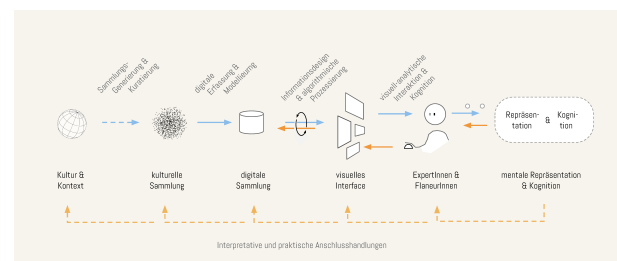 Sammlungs-
Generierung &
Kuratierung
digitale
Erfassung &
Modellieurng
Informationsdesign
& algorithmische
Prozessierung
visuell-analytische
Interaktion &
Kognition
Repräsen-
tation
&
Kogni-
tion
Kultur &
Kontext
kulturelle
Sammlung
digitale
Sammlung
visuelles
Interface
ExpertInnen &
FlaneurInnen
mentale Repräsentation
& Kognition
Interpretative und praktische Anschlusshandlungen